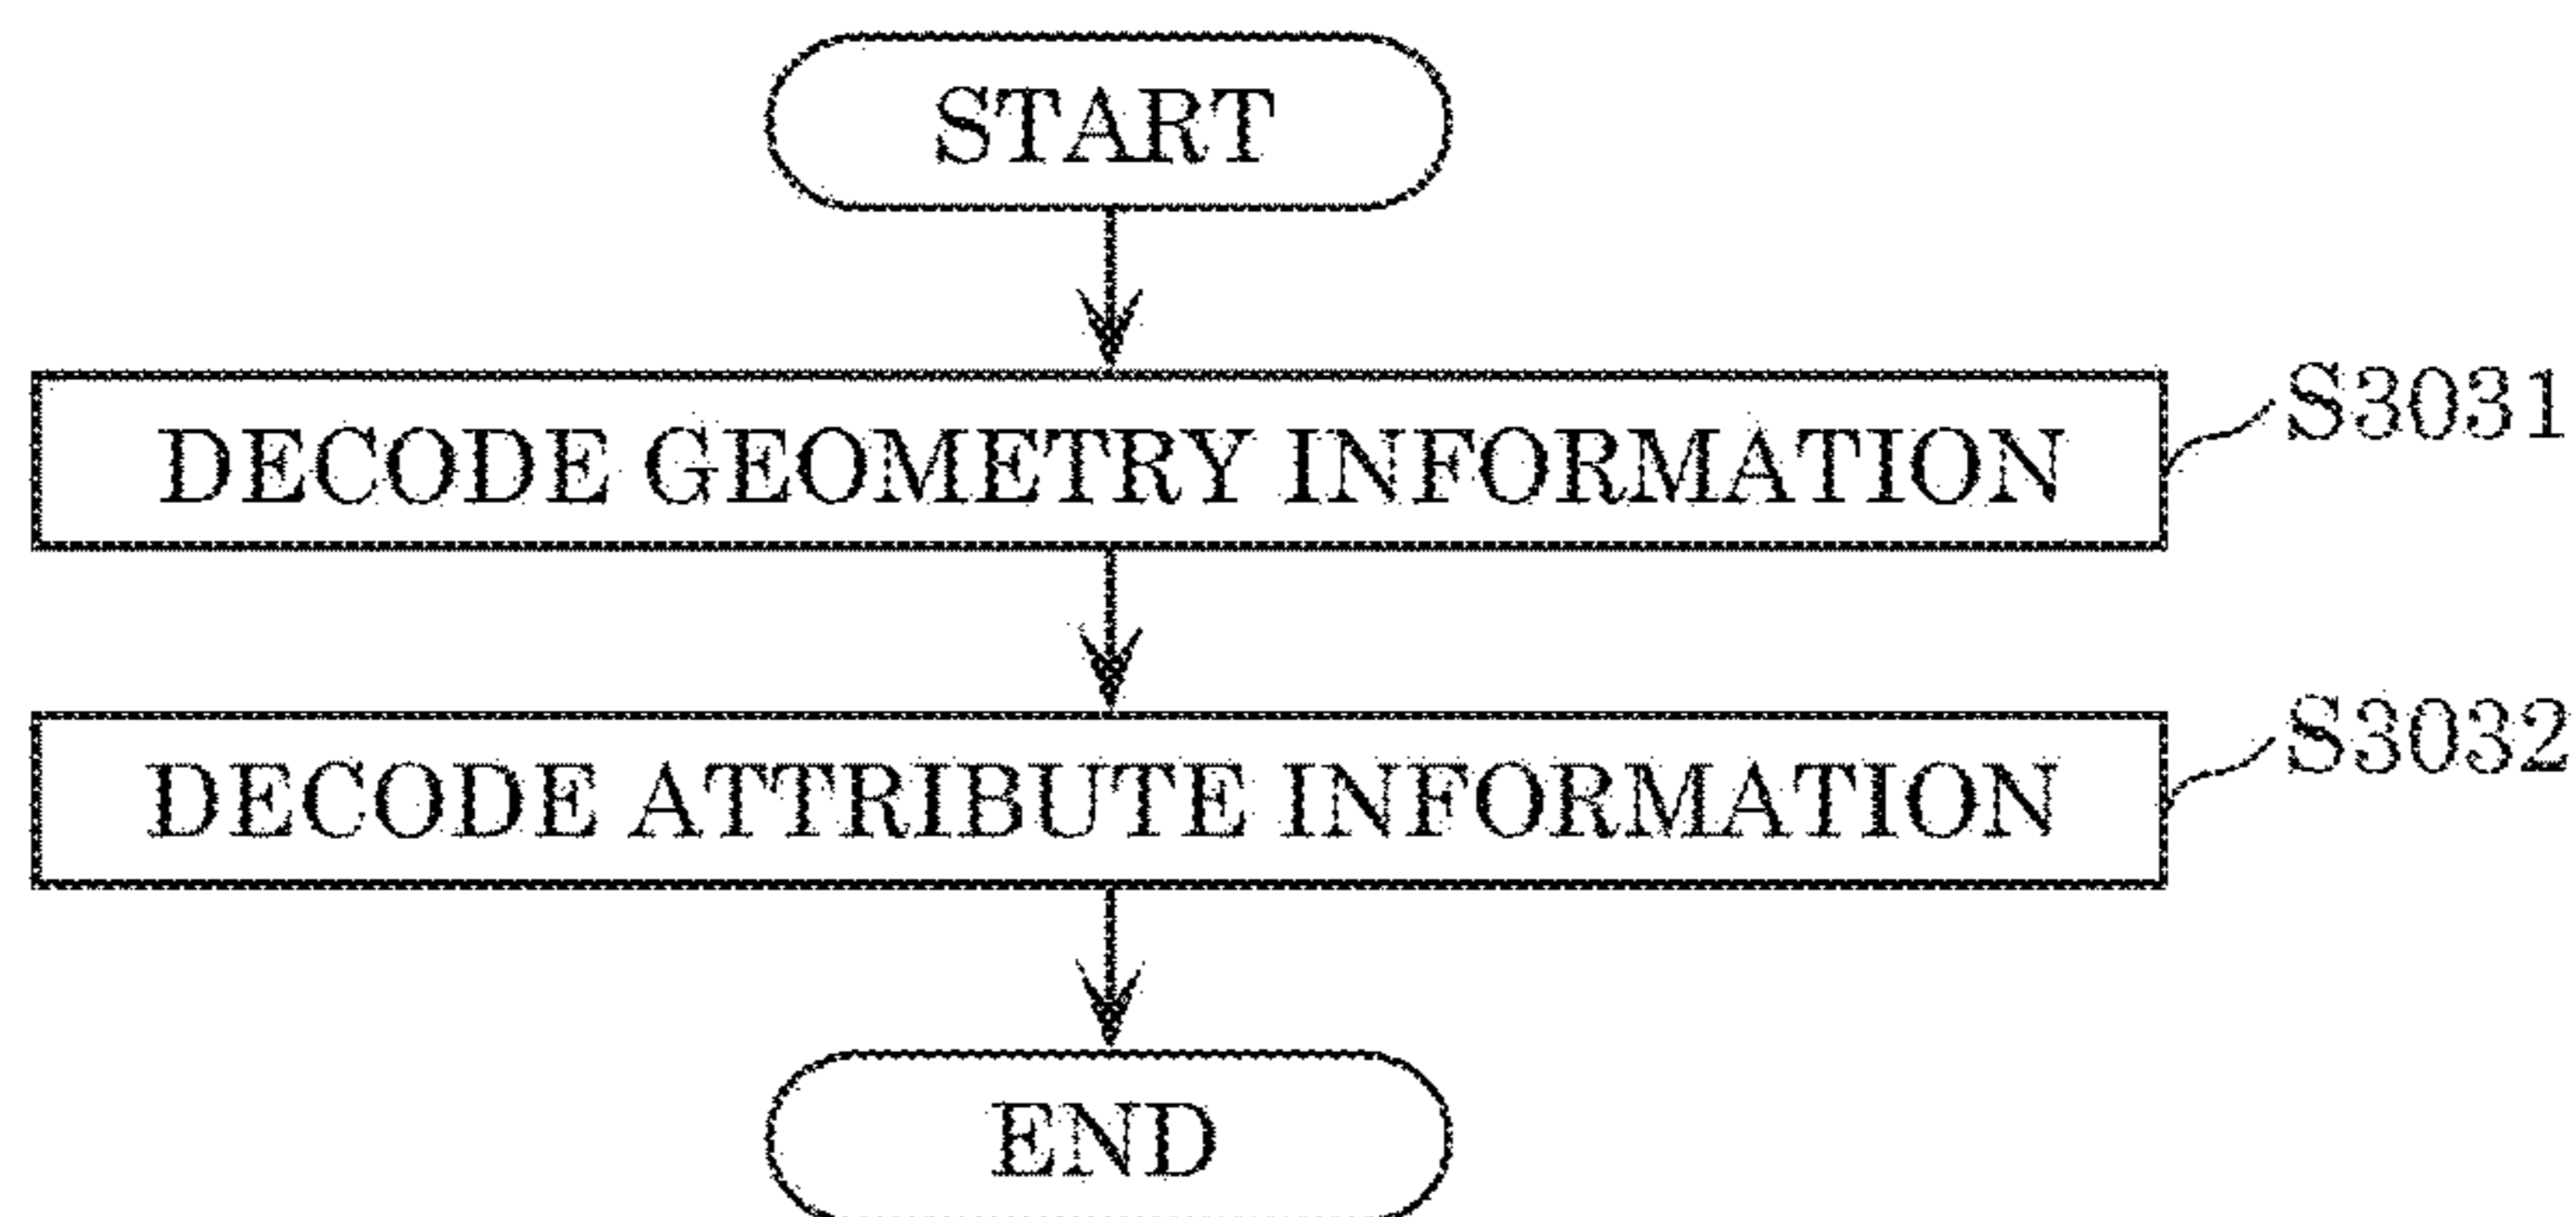 START
DECODE GEOMETRY INFORMATION
S3031
DECODE ATTRIBUTE INFORMATION
S3032
END